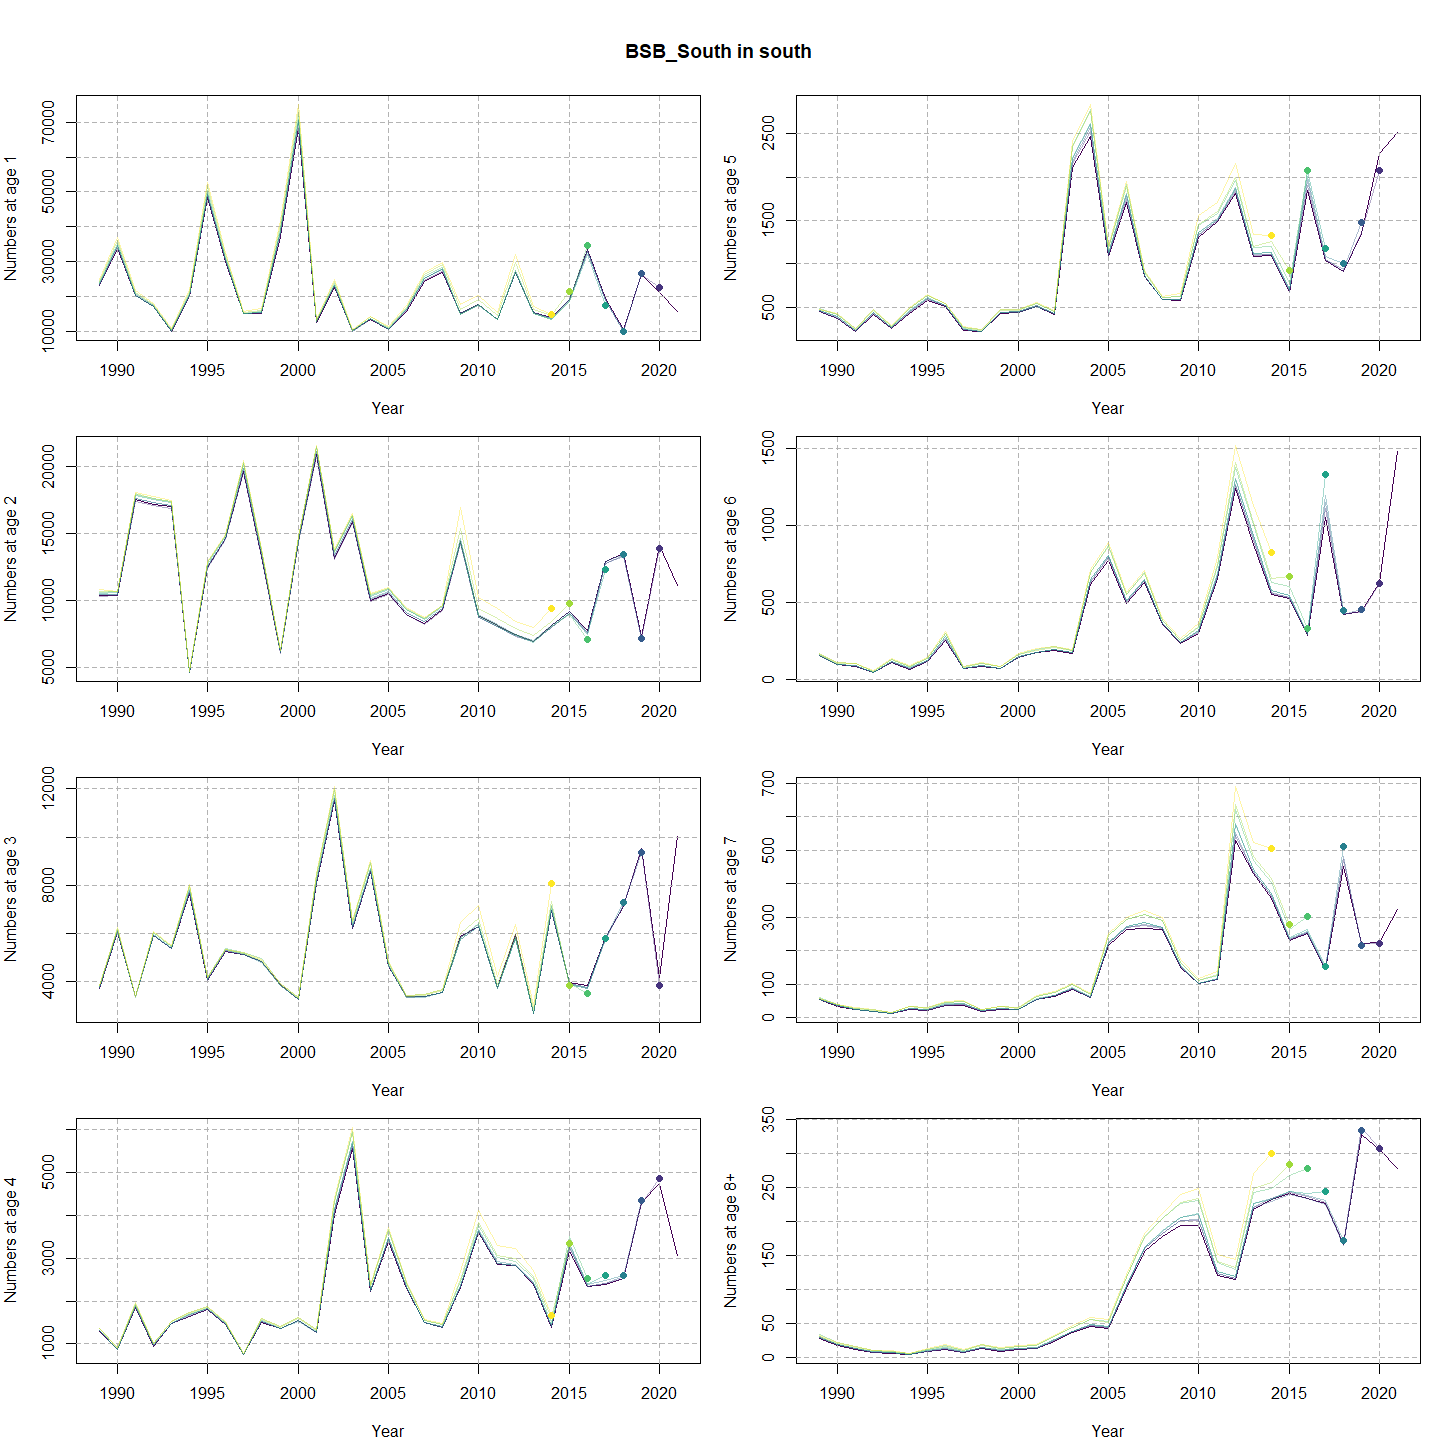 BSB_South in south
Numbers at age 1
10000 30000 50000 70000
1990 1995 2000 2005 2010 2015 2020
Year
Numbers at age 5
500 1500 2500
1990 1995 2000 2005 2010 2015 2020
Year
Numbers at age 2
5000 10000 15000 20000
1990 1995 2000 2005 2010 2015 2020
Year
Numbers at age 6
0 500 1000 1500
1990 1995 2000 2005 2010 2015 2020
Year
Numbers at age 3
4000 8000 12000
1990 1995 2000 2005 2010 2015 2020
Year
Numbers at age 7
0 100 300 500 700
1990 1995 2000 2005 2010 2015 2020
Year
Numbers at age 4
1000 3000 5000
1990 1995 2000 2005 2010 2015 2020
Year
Numbers at age 8+
0 50 150 250 350
1990 1995 2000 2005 2010 2015 2020
Year